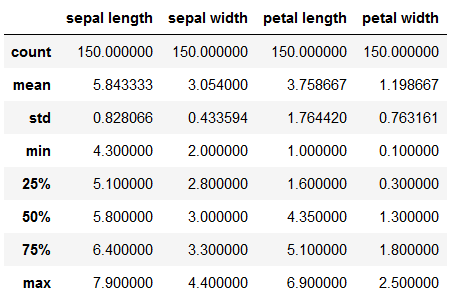 sepal length sepal width petal length petal width
count 150.000000 150.000000 150.000000 150.000000
mean 5.843333 3.054000 3.758667 1.198667
std 0.828066 0.433594 1.764420 0.763161
min 4.300000 2.000000 1.000000 0.100000
25% 5.100000 2.800000 1.600000 0.300000
50% 5.800000 3.000000 4.350000 1.300000
75% 6.400000 3.300000 5.100000 1.800000
max 7.900000 4.400000 6.900000 2.500000